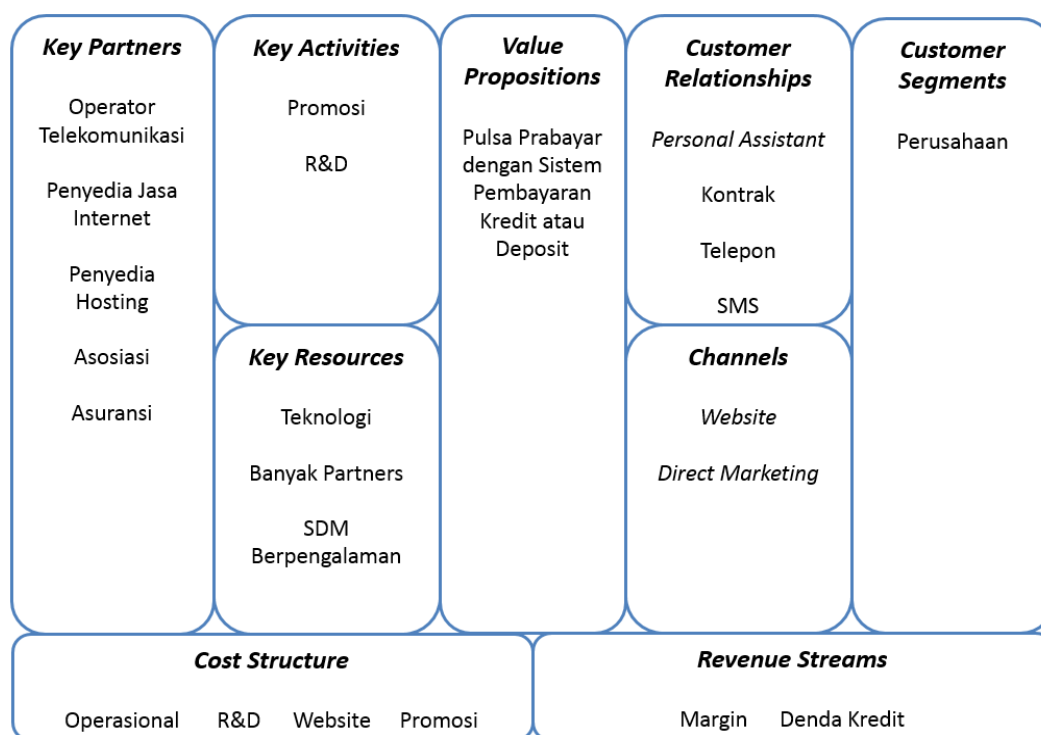 Key Partners
Operator
Telekomunikasi
Penyedia Jasa
Internet
Penyedia
Hosting
Asosiasi
Asuransi
Key Activities
Promosi
R&D
Key Resources
Teknologi
Banyak Partners
SDM
Berpengalaman
Value
Propositions
Pulsa Prabayar
dengan Sistem
Pembayaran
Kredit atau
Deposit
Customer
Relationships
Personal Assistant
Kontrak
Telepon
SMS
Channels
Website
Direct Marketing
Customer
Segments
Perusahaan
Cost Structure
Operasional R&D Website Promosi
Revenue Streams
Margin Denda Kredit